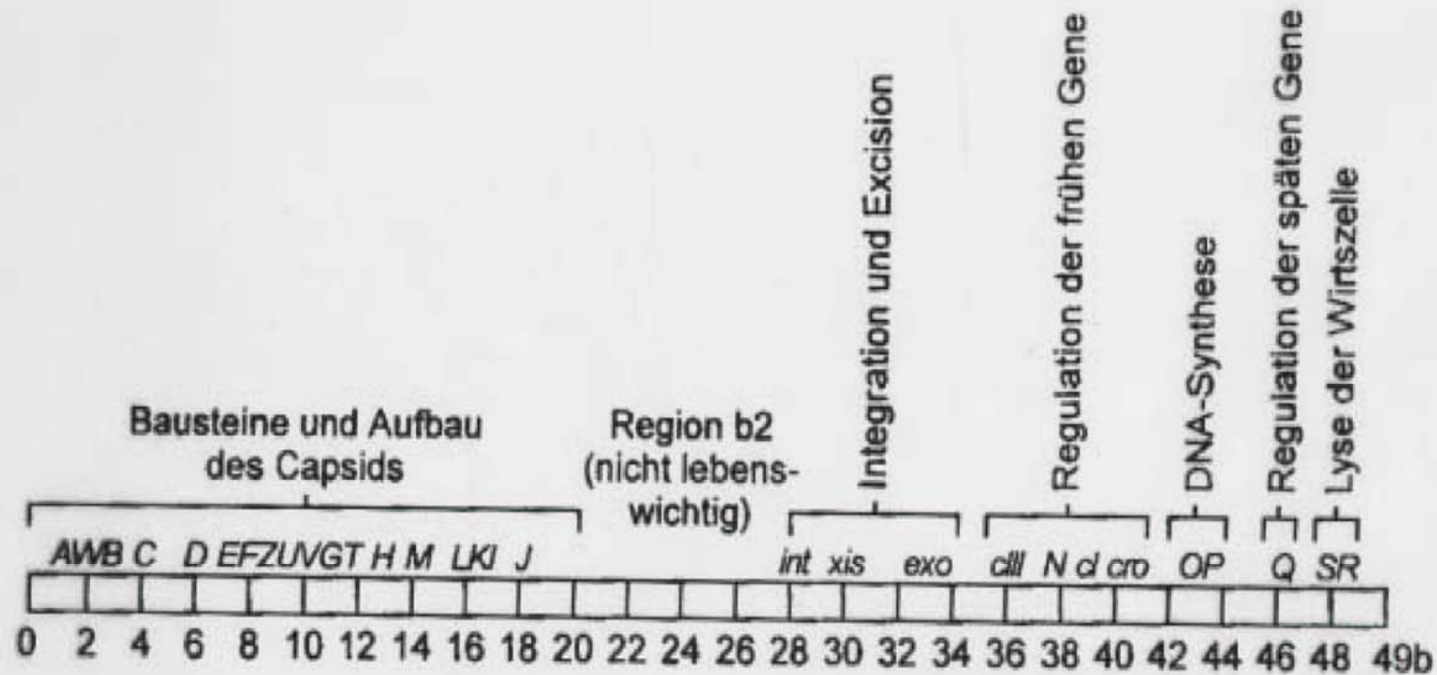 Bausteine und Aufbau
des Capsids
Region b2
(nicht lebens-
wichtig)
Integration und Excision
Regulation der frühen Gene
DNA-Synthese
Regulation der späten Gene
Lyse der Wirtszelle
AWB C D EFZUVGT H M LKI J int xis exo cIII N cI cro OP Q SR
0 2 4 6 8 10 12 14 16 18 20 22 24 26 28 30 32 34 36 38 40 42 44 46 48 49b